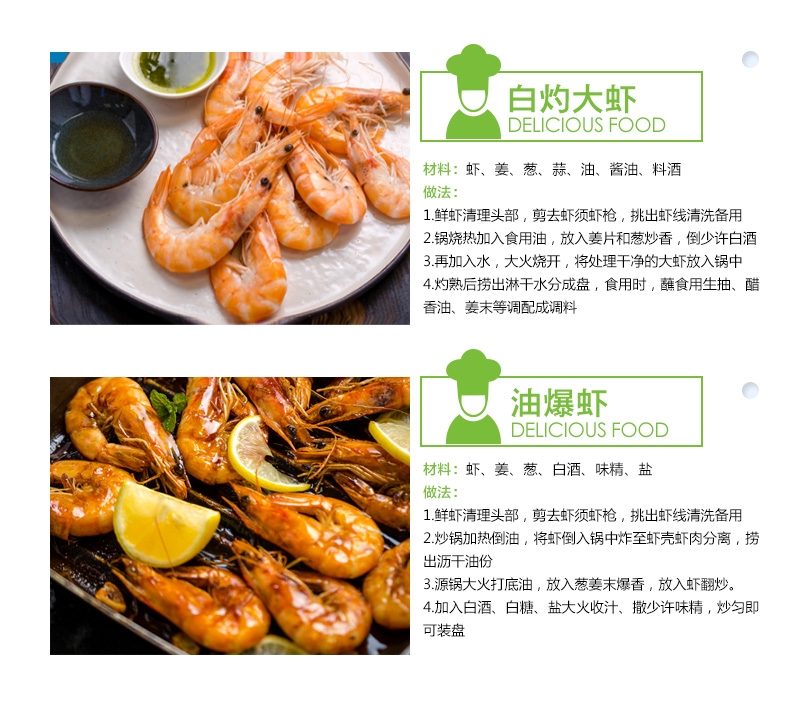 白灼大虾
DELICIOUS FOOD
材料：虾、姜、葱、蒜、油、酱油、料酒
做法：
1.鲜虾清理头部，剪去虾须虾枪，挑出虾线清洗备用
2.锅烧热加入食用油，放入姜片和葱炒香，倒少许白酒
3.再加入水，大火烧开，将处理干净的大虾放入锅中
4.灼熟后捞出淋干水分成盘，食用时，蘸食用生抽、醋
香油、姜末等调配成调料
油爆虾
DELICIOUS FOOD
材料：虾、姜、葱、白酒、味精、盐
做法：
1.鲜虾清理头部，剪去虾须虾枪，挑出虾线清洗备用
2.炒锅加热倒油，将虾倒入锅中炸至虾壳虾肉分离，捞
出沥干油份
3.源锅大火打底油，放入葱姜末爆香，放入虾翻炒。
4.加入白酒、白糖、盐大火收汁、撒少许味精，炒匀即
可装盘